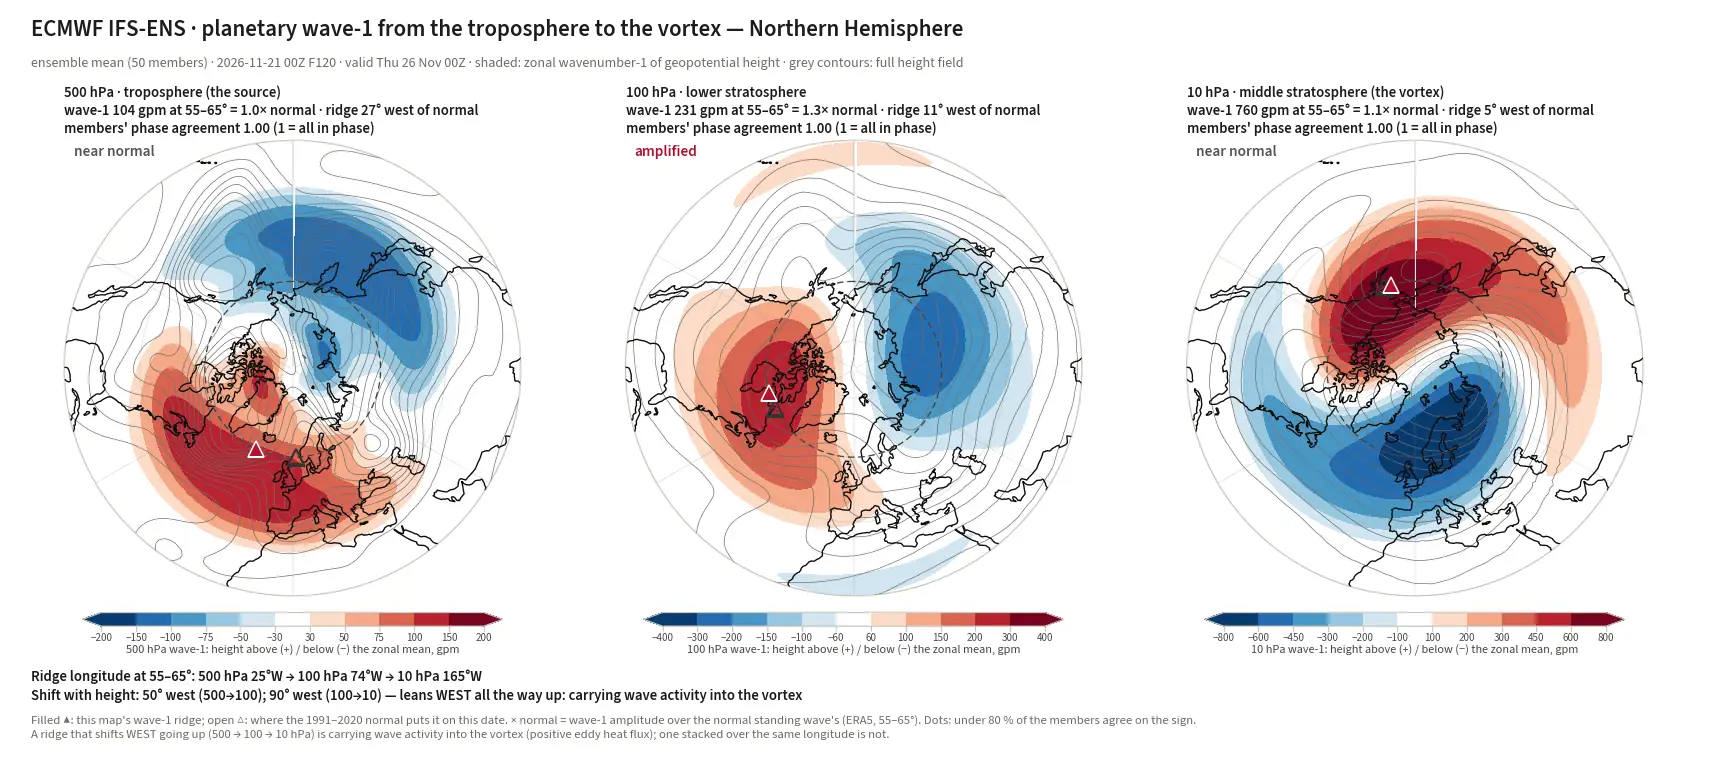 ECMWF IFS-ENS · planetary wave-1 from the troposphere to the vortex — Northern Hemisphere
ensemble mean (50 members) · 2026-11-21 00Z F120 · valid Thu 26 Nov 00Z · shaded: zonal wavenumber-1 of geopotential height · grey contours: full height field
500 hPa · troposphere (the source)
wave-1 104 gpm at 55–65° = 1.0× normal · ridge 27° west of normal
members' phase agreement 1.00 (1 = all in phase)
near normal
100 hPa · lower stratosphere
wave-1 231 gpm at 55–65° = 1.3× normal · ridge 11° west of normal
members' phase agreement 1.00 (1 = all in phase)
amplified
10 hPa · middle stratosphere (the vortex)
wave-1 760 gpm at 55–65° = 1.1× normal · ridge 5° west of normal
members' phase agreement 1.00 (1 = all in phase)
near normal
−200 −150 −100 −75 −50 −30 30 50 75 100 150 200
500 hPa wave-1: height above (+) / below (−) the zonal mean, gpm
−400 −300 −200 −150 −100 −60 60 100 150 200 300 400
100 hPa wave-1: height above (+) / below (−) the zonal mean, gpm
−800 −600 −450 −300 −200 −100 100 200 300 450 600 800
10 hPa wave-1: height above (+) / below (−) the zonal mean, gpm
Ridge longitude at 55–65°: 500 hPa 25°W → 100 hPa 74°W → 10 hPa 165°W
Shift with height: 50° west (500→100); 90° west (100→10) — leans WEST all the way up: carrying wave activity into the vortex
Filled ▲: this map's wave-1 ridge; open △: where the 1991–2020 normal puts it on this date. × normal = wave-1 amplitude over the normal standing wave's (ERA5, 55–65°). Dots: under 80 % of the members agree on the sign.
A ridge that shifts WEST going up (500 → 100 → 10 hPa) is carrying wave activity into the vortex (positive eddy heat flux); one stacked over the same longitude is not.